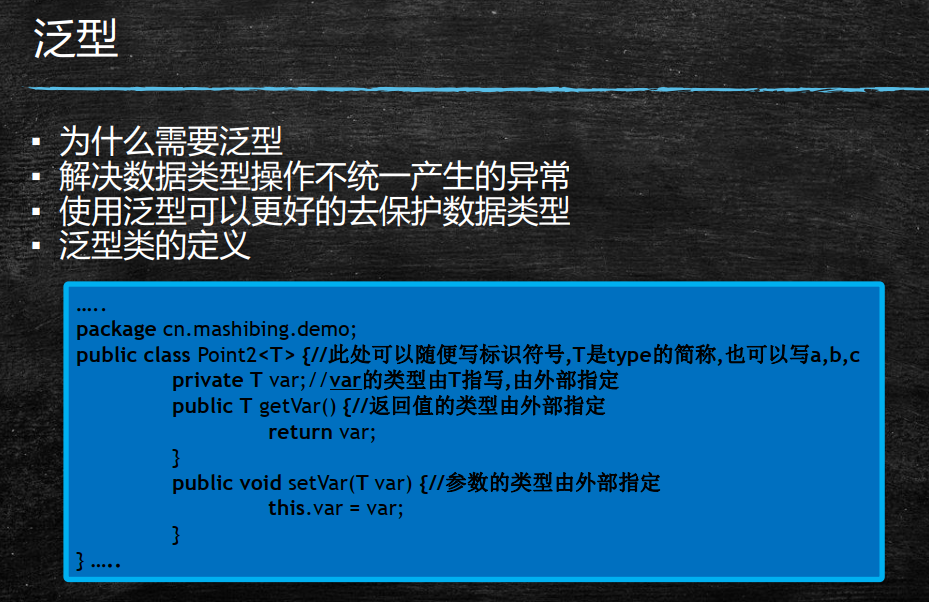 泛型
▪ 为什么需要泛型
▪ 解决数据类型操作不统一产生的异常
▪ 使用泛型可以更好的去保护数据类型
▪ 泛型类的定义
…..
package cn.mashibing.demo;
public class Point2<T> {//此处可以随便写标识符号,T是type的简称,也可以写a,b,c
private T var;//var的类型由T指写,由外部指定
public T getVar() {//返回值的类型由外部指定
return var;
}
public void setVar(T var) {//参数的类型由外部指定
this.var = var;
}
} …..